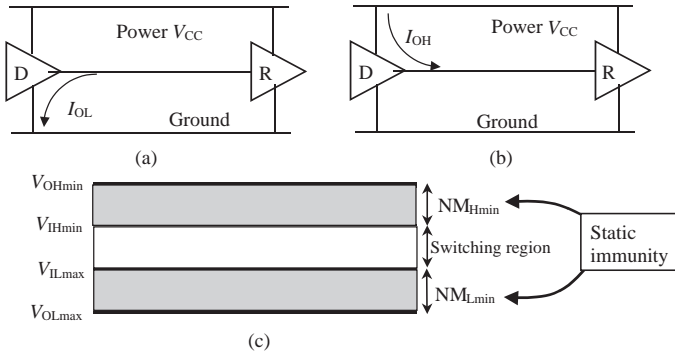 Power VCC
D
R
IOL
Ground
(a)
IOH
Power VCC
D
R
Ground
(b)
VOHmin
NMHmin
VIHmin
Switching region
Static
immunity
VILmax
NMLmin
VOLmax
(c)